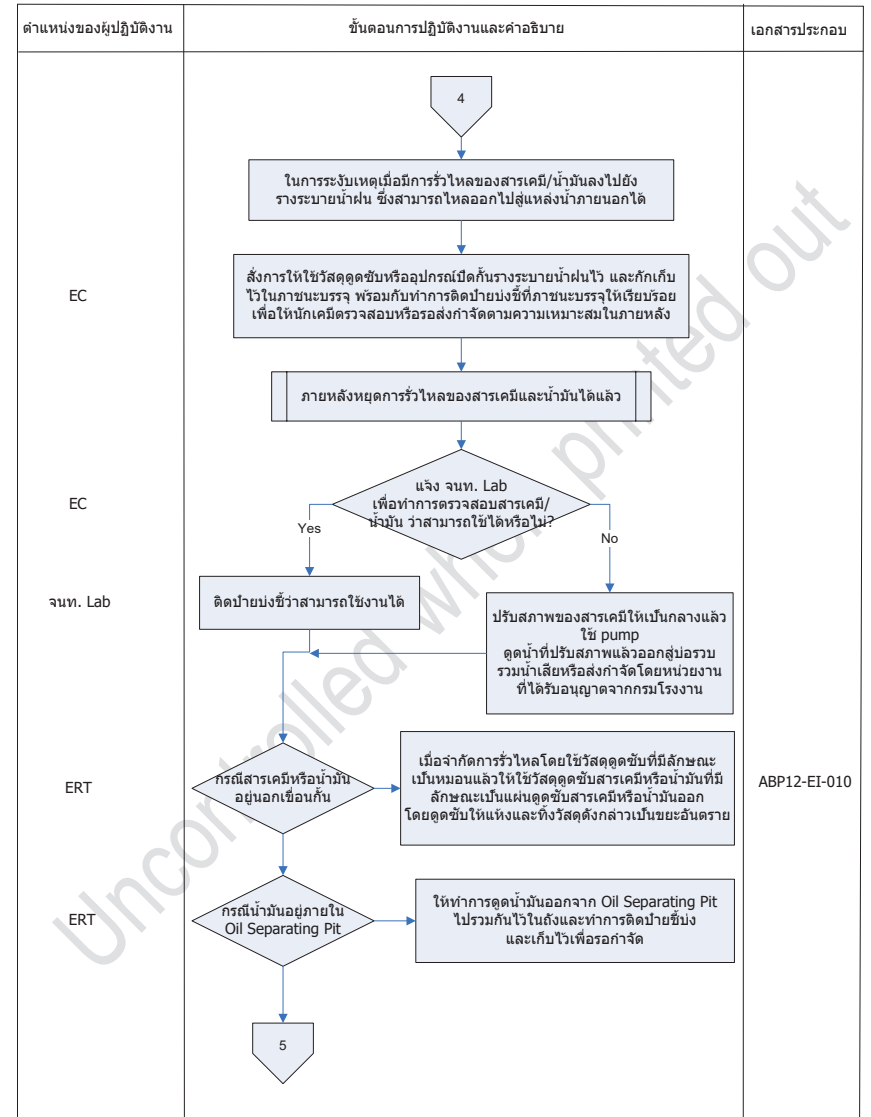 ตำแหน่งของผู้ปฏิบัติงาน
ขั้นตอนการปฏิบัติงานและคำอธิบาย
เอกสารประกอบ
4
ในการระงับเหตุเมื่อมีการรั่วไหลของสารเคมี/น้ำมันลงไปยัง
รางระบายน้ำฝน ซึ่งสามารถไหลออกไปสู่แหล่งน้ำภายนอกได้
EC
สั่งการให้ใช้วัสดุดูดซับหรืออุปกรณ์ปิดกั้นรางระบายน้ำฝนไว้ และกักเก็บ
ไว้ในภาชนะบรรจุ พร้อมกับทำการติดป้ายบ่งชี้ที่ภาชนะบรรจุให้เรียบร้อย
เพื่อให้นักเคมีตรวจสอบหรือรอส่งกำจัดตามความเหมาะสมในภายหลัง
ภายหลังหยุดการรั่วไหลของสารเคมีและน้ำมันได้แล้ว
EC
แจ้ง จนท. Lab
เพื่อทำการตรวจสอบสารเคมี/
น้ำมัน ว่าสามารถใช้ได้หรือไม่?
Yes
No
จนท. Lab
ติดป้ายบ่งชี้ว่าสามารถใช้งานได้
ปรับสภาพของสารเคมีให้เป็นกลางแล้ว
ใช้ pump
ดูดน้ำที่ปรับสภาพแล้วออกสู่บ่อรวบ
รวมน้ำเสียหรือส่งกำจัดโดยหน่วยงาน
ที่ได้รับอนุญาตจากกรมโรงงาน
ERT
กรณีสารเคมีหรือน้ำมัน
อยู่นอกเขื่อนกั้น
เมื่อจำกัดการรั่วไหลโดยใช้วัสดุดูดซับที่มีลักษณะ
เป็นหมอนแล้วให้ใช้วัสดุดูดซับสารเคมีหรือน้ำมันที่มี
ลักษณะเป็นแผ่นดูดซับสารเคมีหรือน้ำมันออก
โดยดูดซับให้แห้งและทิ้งวัสดุดังกล่าวเป็นขยะอันตราย
ABP12-EI-010
ERT
กรณีน้ำมันอยู่ภายใน
Oil Separating Pit
ให้ทำการดูดน้ำมันออกจาก Oil Separating Pit
ไปรวมกันไว้ในถังและทำการติดป้ายชี้บ่ง
และเก็บไว้เพื่อรอกำจัด
5
Uncontrolled when printed out